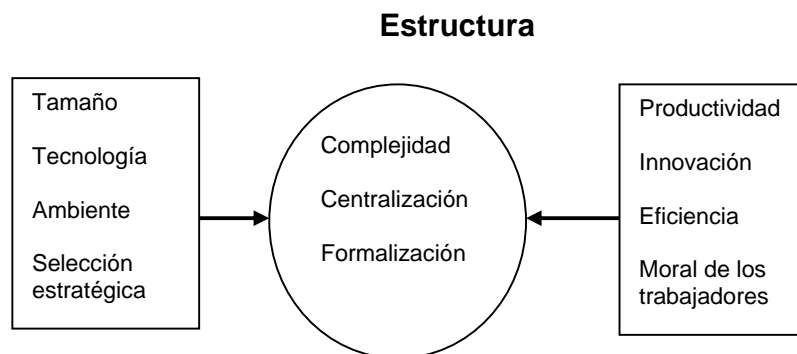 Estructura
Tamaño
Tecnología
Ambiente
Selección
estratégica
Complejidad
Centralización
Formalización
Productividad
Innovación
Eficiencia
Moral de los
trabajadores